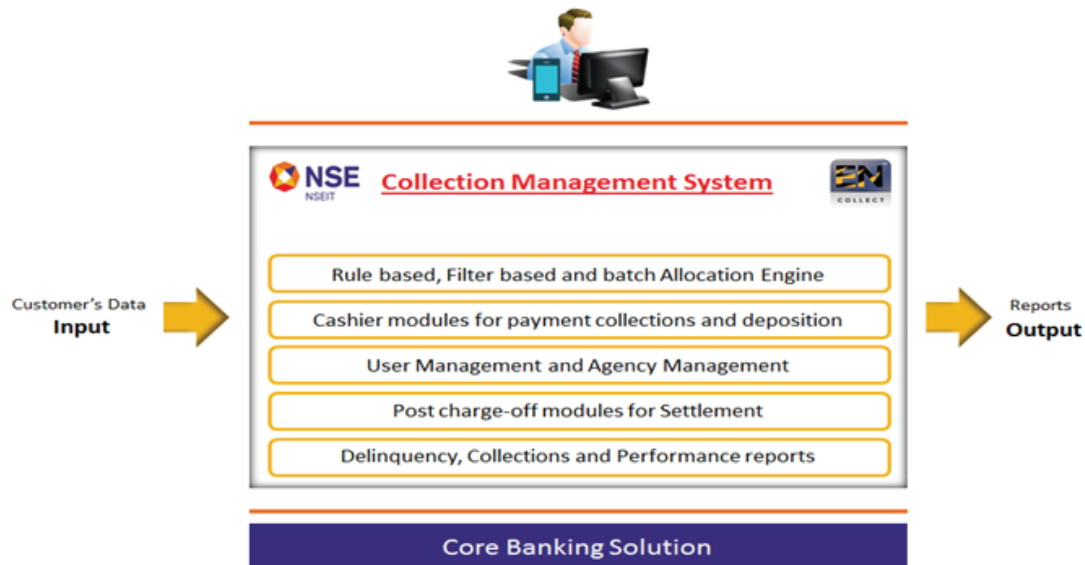 NSE
NSEIT
Collection Management System
EN
COLLECT
Rule based, Filter based and batch Allocation Engine
Cashier modules for payment collections and deposition
User Management and Agency Management
Post charge-off modules for Settlement
Delinquency, Collections and Performance reports
Customer's Data
Input
Reports
Output
Core Banking Solution